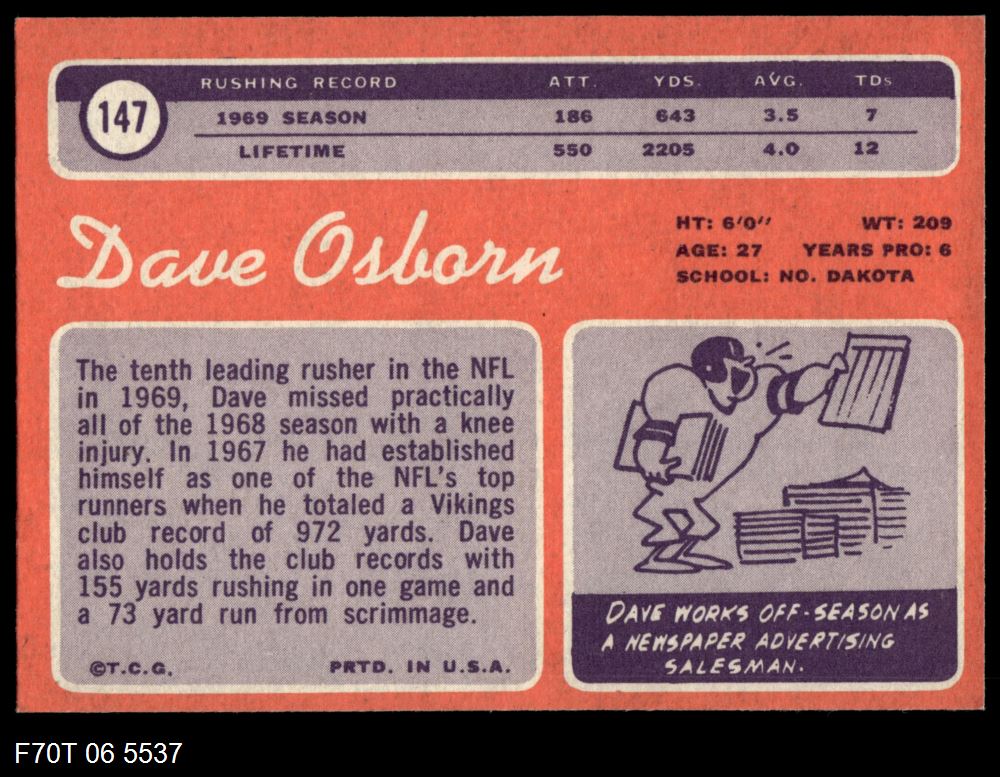 147
RUSHING RECORD ATT. YDS. AVG. TDs
1969 SEASON 186 643 3.5 7
LIFETIME 550 2205 4.0 12
Dave Osborn
HT: 6'0'' WT: 209
AGE: 27 YEARS PRO: 6
SCHOOL: NO. DAKOTA
The tenth leading rusher in the NFL
in 1969, Dave missed practically
all of the 1968 season with a knee
injury. In 1967 he had established
himself as one of the NFL's top
runners when he totaled a Vikings
club record of 972 yards. Dave
also holds the club records with
155 yards rushing in one game and
a 73 yard run from scrimmage.
©T.C.G. PRTD. IN U.S.A.
DAVE WORKS OFF-SEASON AS
A NEWSPAPER ADVERTISING
SALESMAN.
F70T 06 5537